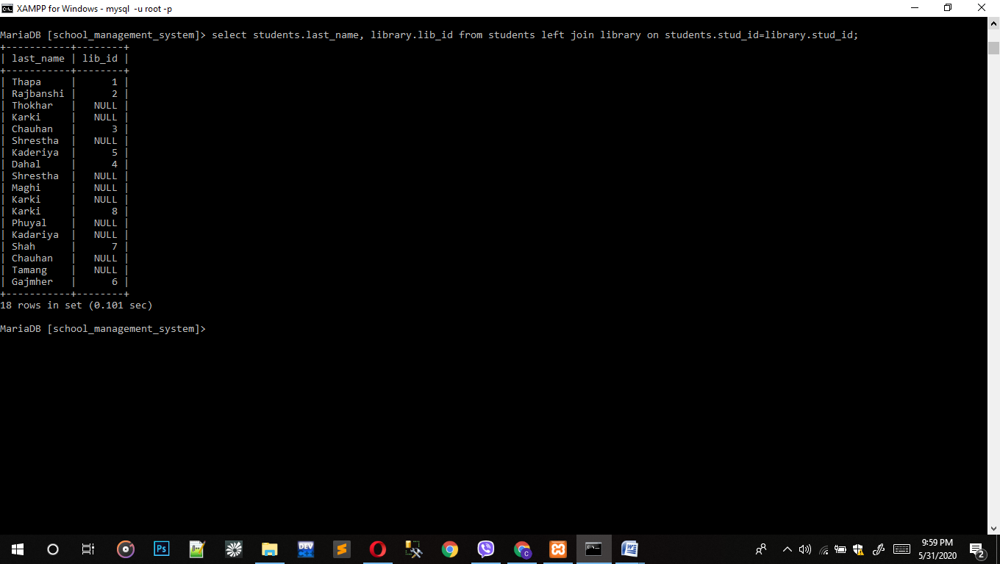 XAMPP for Windows - mysql  -u root -p
MariaDB [school_management_system]> select students.last_name, library.lib_id from students left join library on students.stud_id=library.stud_id;
+-----------+--------+
| last_name | lib_id |
+-----------+--------+
| Thapa     |      1 |
| Rajbanshi |      2 |
| Thokhar   |   NULL |
| Karki     |   NULL |
| Chauhan   |      3 |
| Shrestha  |   NULL |
| Kaderiya  |      5 |
| Dahal     |      4 |
| Shrestha  |   NULL |
| Maghi     |   NULL |
| Karki     |   NULL |
| Karki     |      8 |
| Phuyal    |   NULL |
| Kadariya  |   NULL |
| Shah      |      7 |
| Chauhan   |   NULL |
| Tamang    |   NULL |
| Gajmher   |      6 |
+-----------+--------+
18 rows in set (0.101 sec)
MariaDB [school_management_system]>
Ps
DEV
C
9:59 PM
5/31/2020
2